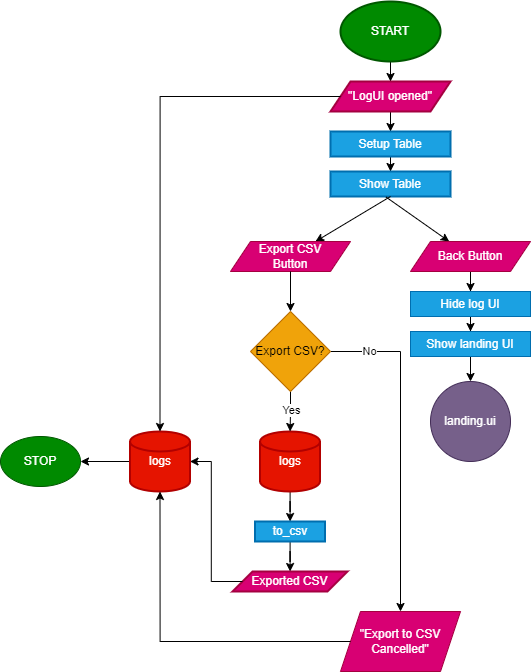 START
"LogUI opened"
Setup Table
Show Table
Export CSV
Button
Back Button
Hide log UI
Export CSV?
No
Show landing UI
Yes
landing.ui
STOP
logs
logs
to_csv
Exported CSV
"Export to CSV
Cancelled"